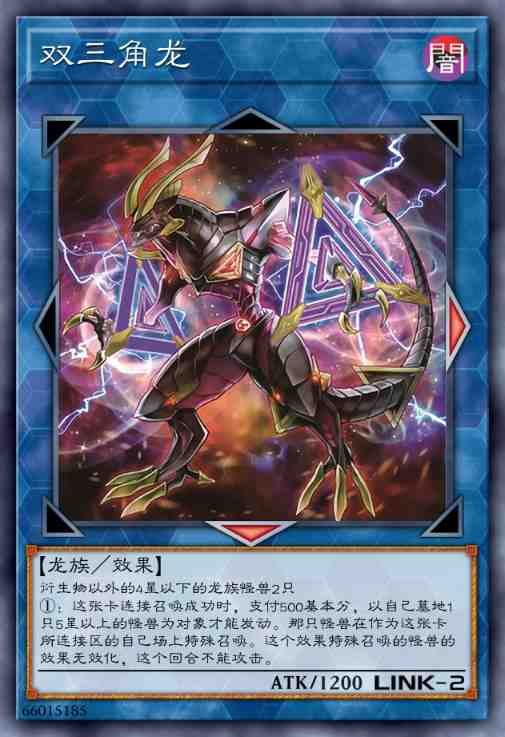 双三角龙
闇
【龙族／效果】
衍生物以外的4星以下的龙族怪兽2只
①：这张卡连接召唤成功时，支付500基本分，以自己墓地1
只5星以上的怪兽为对象才能发动。那只怪兽在作为这张卡
所连接区的自己场上特殊召唤。这个效果特殊召唤的怪兽的
效果无效化，这个回合不能攻击。
ATK/1200 LINK-2
66015185